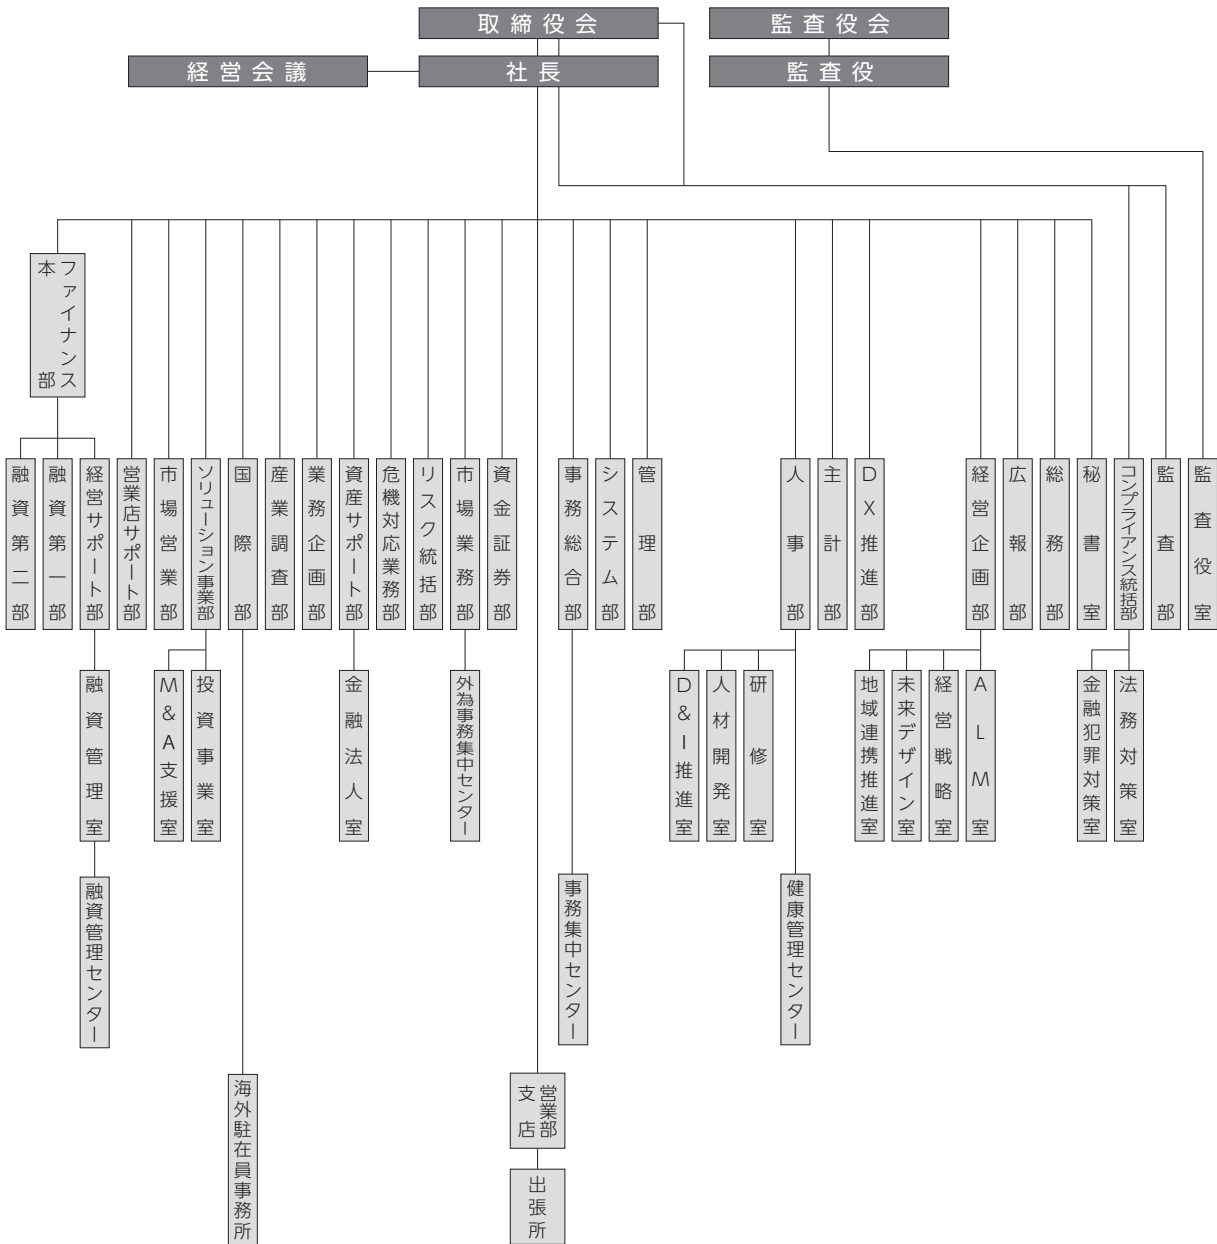 取締役会
監査役会
経営会議
社長
監査役
ファイナンス
本部
融資第二部
融資第一部
経営サポート部
営業店サポート部
市場営業部
ソリューション事業部
国際部
産業調査部
業務企画部
資産サポート部
危機対応業務部
リスク統括部
市場業務部
資金証券部
事務総合部
システム部
管理部
人事部
主計部
DX推進部
経営企画部
広報部
総務部
秘書室
コンプライアンス統括部
監査部
監査役室
融資管理室
M&A支援室
投資事業室
金融法人室
外為事務集中センター
D&I推進室
人材開発室
研修室
地域連携推進室
未来デザイン室
経営戦略室
ALM室
金融犯罪対策室
法務対策室
融資管理センター
事務集中センター
健康管理センター
海外駐在員事務所
営業部
支店
出張所